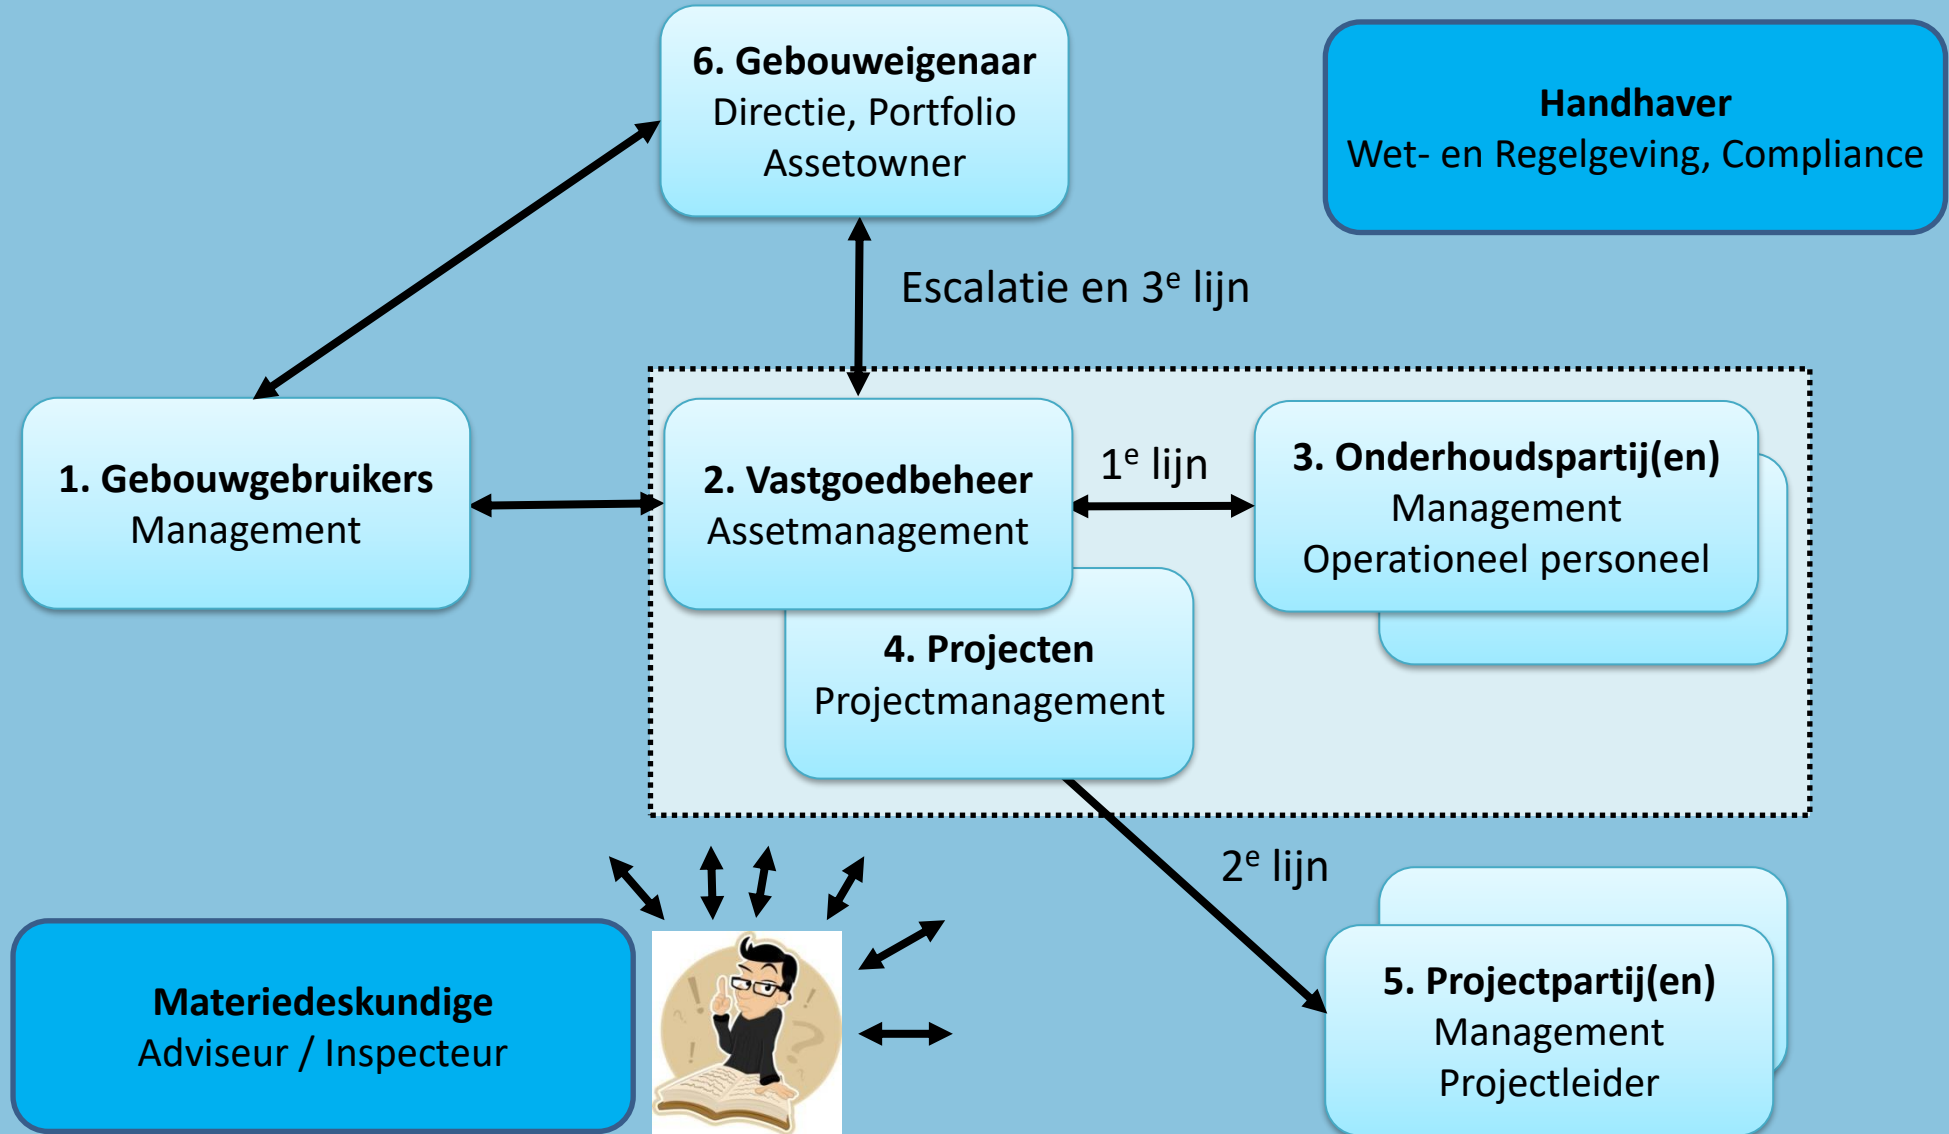 6. Gebouweigenaar
Directie, Portfolio
Assetowner
Handhaver
Wet- en Regelgeving, Compliance
Escalatie en 3e lijn
1. Gebouwgebruikers
Management
2. Vastgoedbeheer
Assetmanagement
1e lijn
3. Onderhoudspartij(en)
Management
Operationeel personeel
4. Projecten
Projectmanagement
2e lijn
Materiedeskundige
Adviseur / Inspecteur
5. Projectpartij(en)
Management
Projectleider